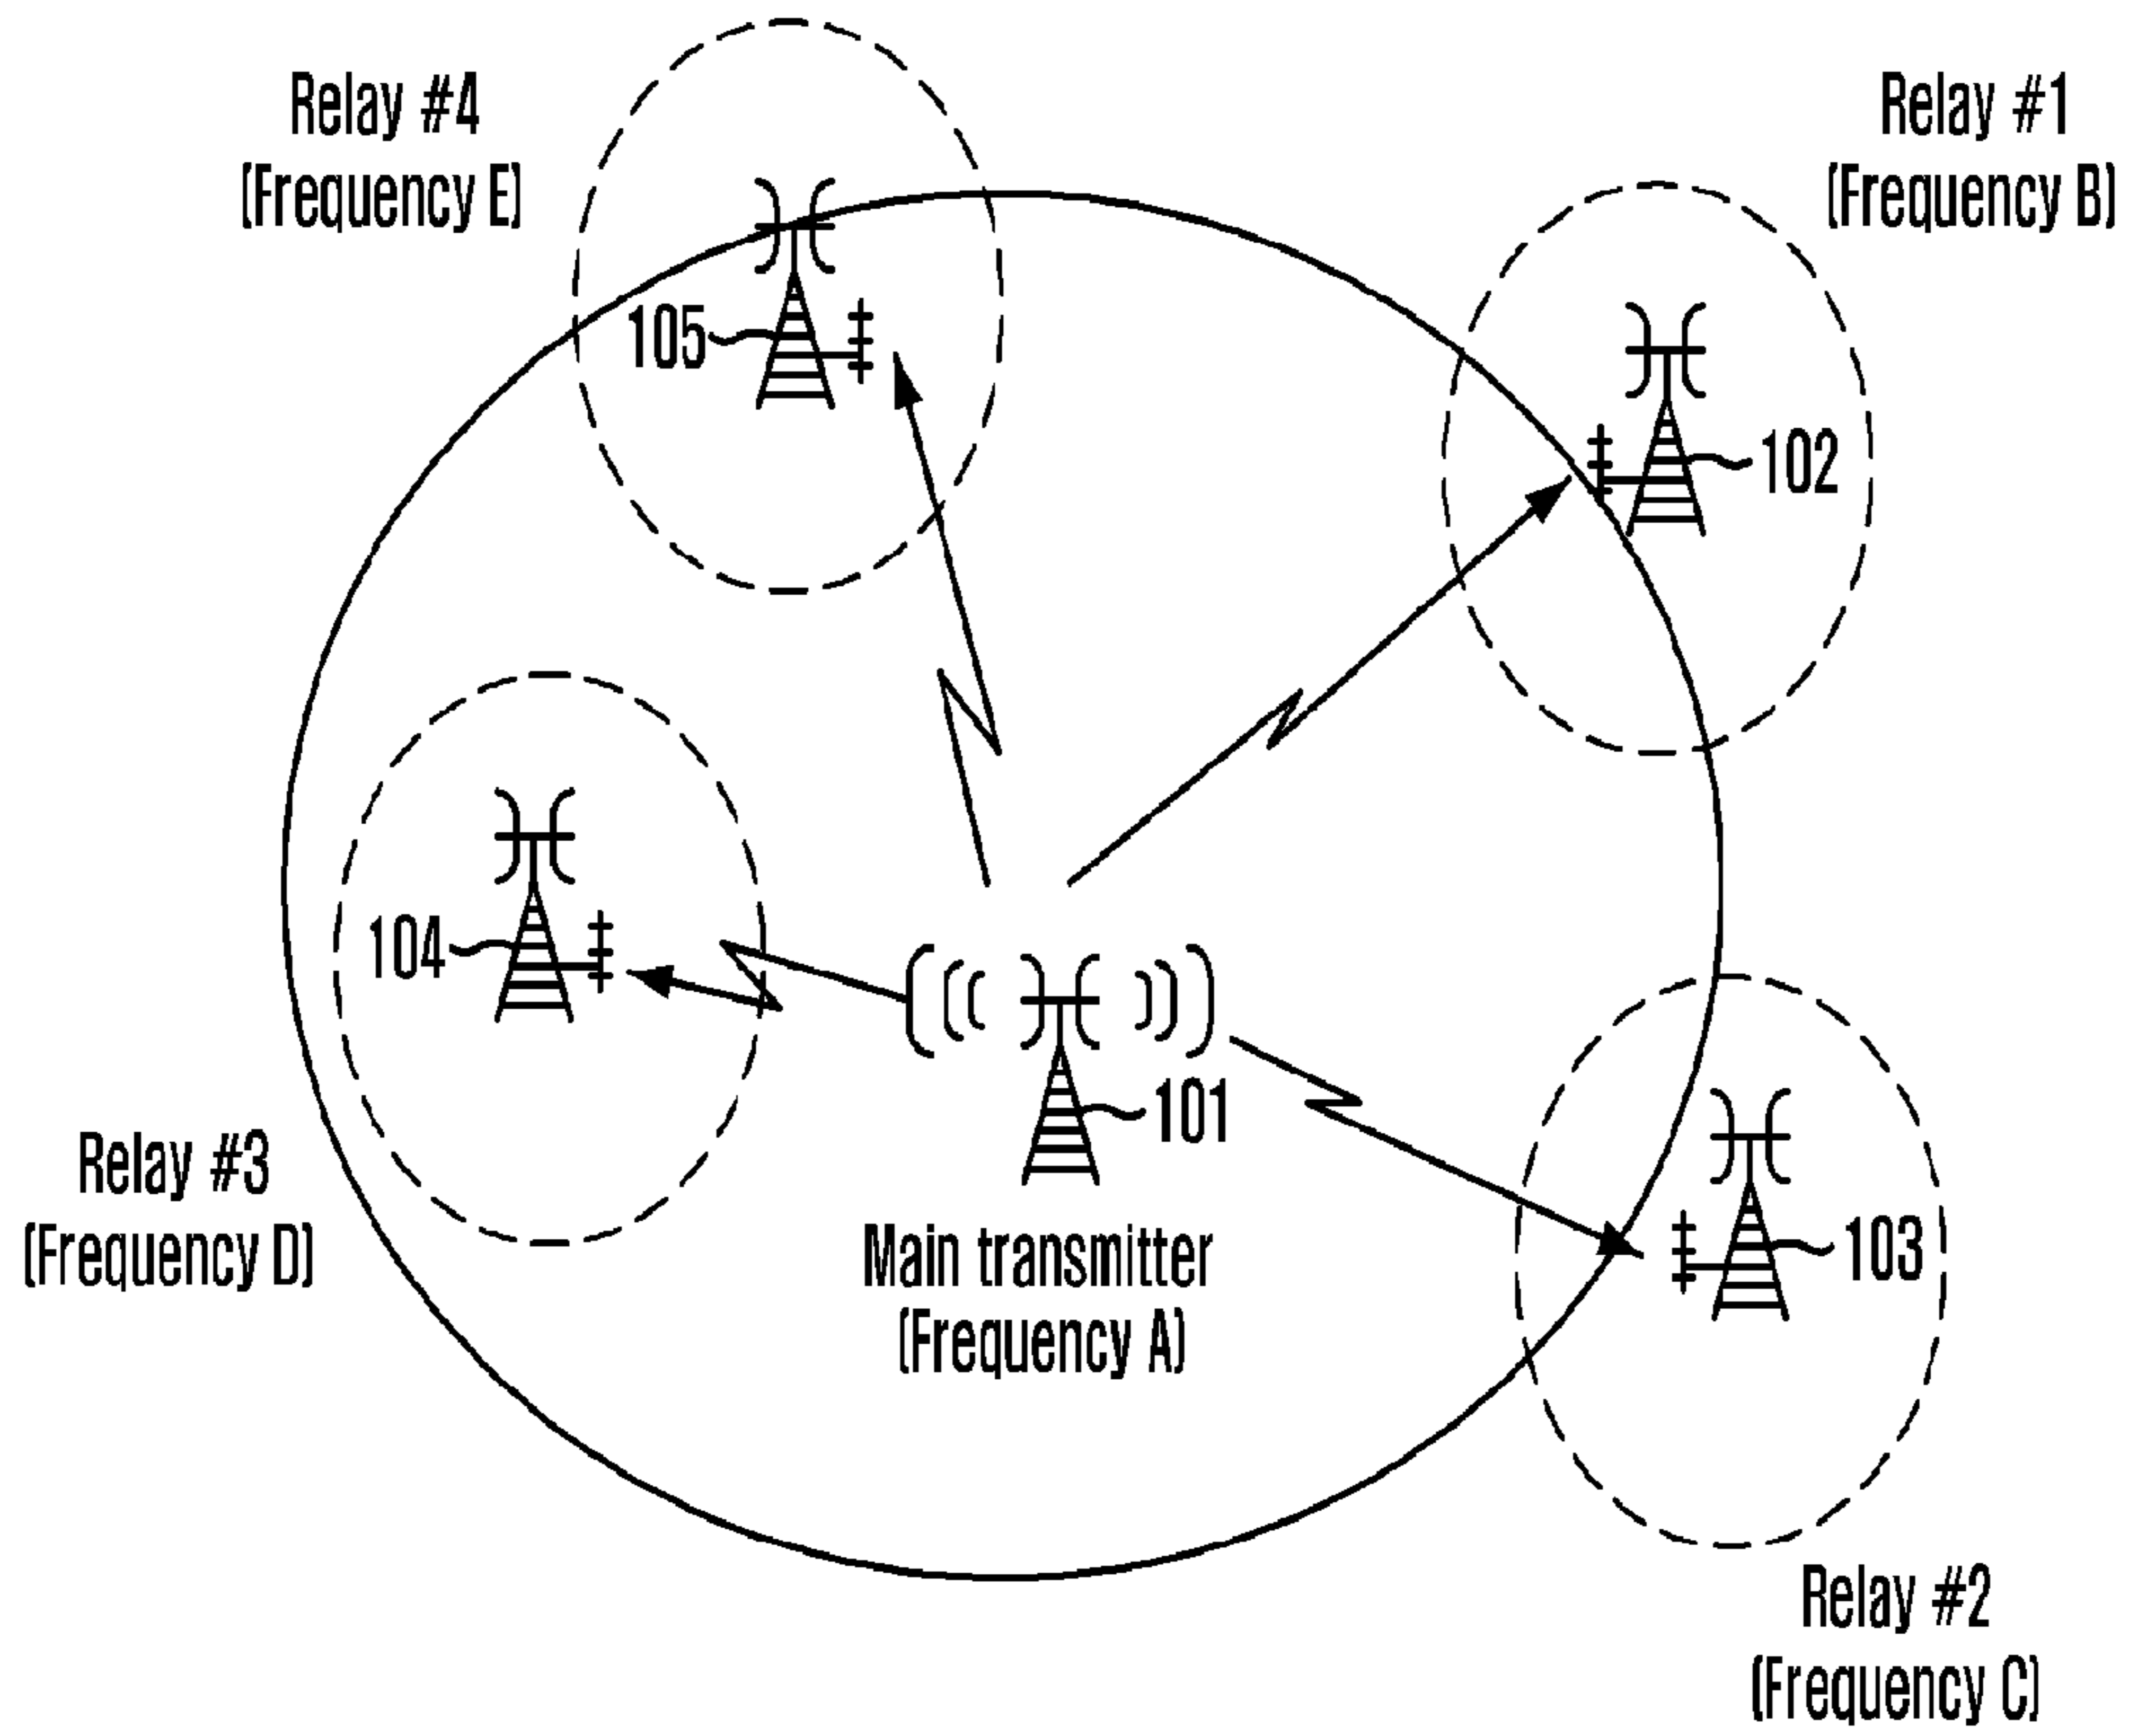 Relay #4
(Frequency E)
Relay #1
(Frequency B)
105
102
104
101
Relay #3
(Frequency D)
Main transmitter
(Frequency A)
103
Relay #2
(Frequency C)